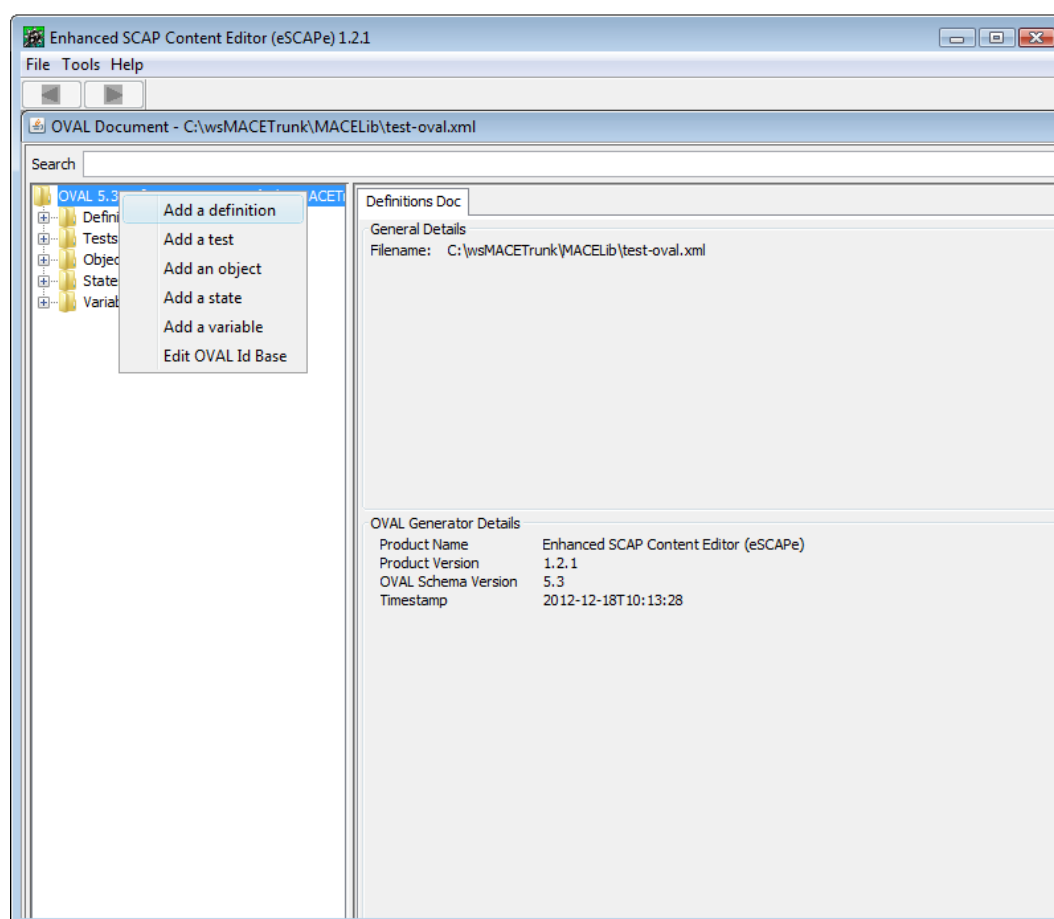 Enhanced SCAP Content Editor (eSCAPe) 1.2.1
File Tools Help
OVAL Document - C:\wsMACETrunk\MACELib\test-oval.xml
Search
OVAL 5.3
Tests
Add a definition
Add a test
Add an object
Add a state
Add a variable
Edit OVAL Id Base
Definitions Doc
General Details
Filename: C:\wsMACETrunk\MACELib\test-oval.xml
OVAL Generator Details
Product Name Enhanced SCAP Content Editor (eSCAPe)
Product Version 1.2.1
OVAL Schema Version 5.3
Timestamp 2012-12-18T10:13:28